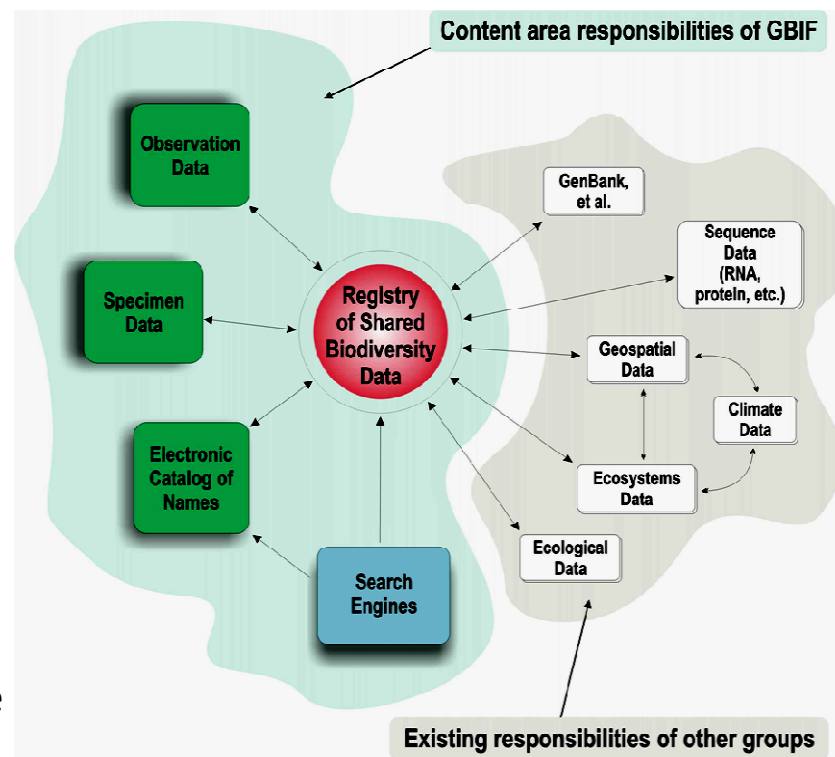 Content area responsibilities of GBIF
Observation
Data
GenBank,
et al.
Sequence
Data
(RNA,
protein, etc.)
Specimen
Data
Registry
of Shared
Biodiversity
Data
Geospatial
Data
Climate
Data
Electronic
Catalog of
Names
Ecosystems
Data
Ecological
Data
Search
Engines
e
Existing responsibilities of other groups